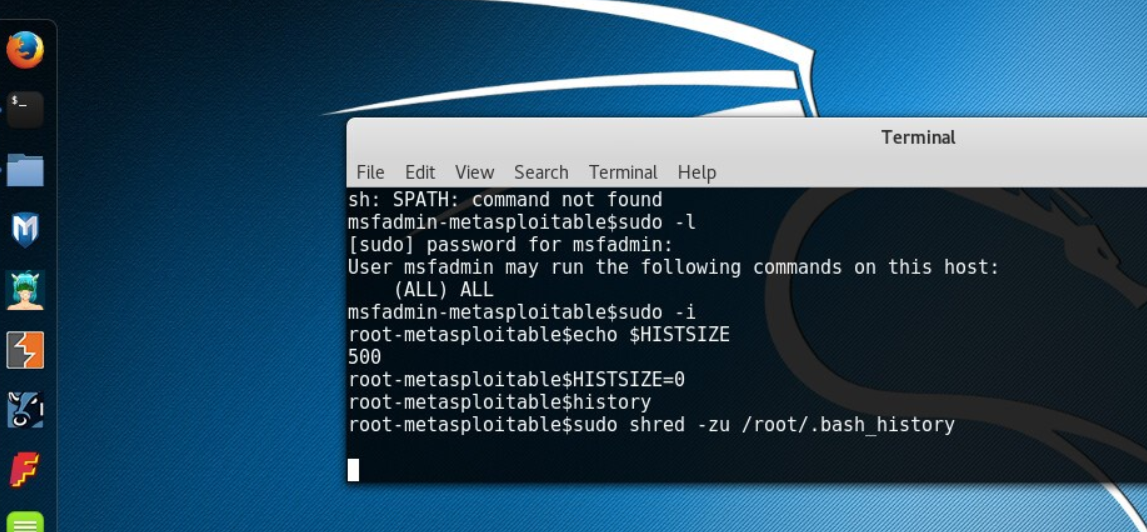 $_
Terminal
File Edit View Search Terminal Help
sh: SPATH: command not found
msfadmin-metasploitable$sudo -l
[sudo] password for msfadmin:
User msfadmin may run the following commands on this host:
    (ALL) ALL
msfadmin-metasploitable$sudo -i
root-metasploitable$echo $HISTSIZE
500
root-metasploitable$HISTSIZE=0
root-metasploitable$history
root-metasploitable$sudo shred -zu /root/.bash_history